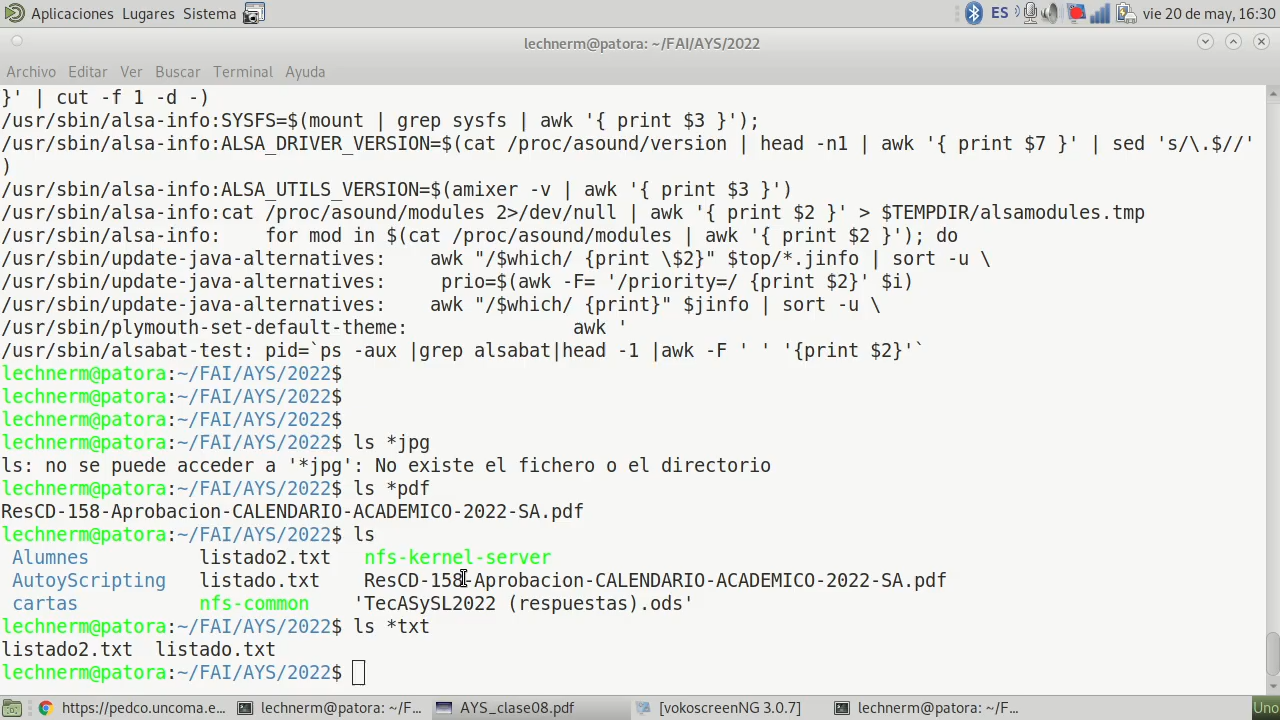 Aplicaciones Lugares Sistema ES vie 20 de may, 16:30
lechnerm@patora: ~/FAI/AYS/2022
Archivo Editar Ver Buscar Terminal Ayuda
}' | cut -f 1 -d -)
/usr/sbin/alsa-info:SYSFS=$(mount | grep sysfs | awk '{ print $3 }');
/usr/sbin/alsa-info:ALSA_DRIVER_VERSION=$(cat /proc/asound/version | head -n1 | awk '{ print $7 }' | sed 's/\.$//'
)
/usr/sbin/alsa-info:ALSA_UTILS_VERSION=$(amixer -v | awk '{ print $3 }')
/usr/sbin/alsa-info:cat /proc/asound/modules 2>/dev/null | awk '{ print $2 }' > $TEMPDIR/alsamodules.tmp
/usr/sbin/alsa-info:    for mod in $(cat /proc/asound/modules | awk '{ print $2 }'); do
/usr/sbin/update-java-alternatives:    awk "/$which/ {print \$2}" $top/*.jinfo | sort -u \
/usr/sbin/update-java-alternatives:     prio=$(awk -F= '/priority=/ {print $2}' $i)
/usr/sbin/update-java-alternatives:    awk "/$which/ {print}" $jinfo | sort -u \
/usr/sbin/plymouth-set-default-theme:               awk '
/usr/sbin/alsabat-test: pid=`ps -aux |grep alsabat|head -1 |awk -F ' ' '{print $2}'`
lechnerm@patora:~/FAI/AYS/2022$
lechnerm@patora:~/FAI/AYS/2022$
lechnerm@patora:~/FAI/AYS/2022$
lechnerm@patora:~/FAI/AYS/2022$ ls *jpg
ls: no se puede acceder a '*jpg': No existe el fichero o el directorio
lechnerm@patora:~/FAI/AYS/2022$ ls *pdf
ResCD-158-Aprobacion-CALENDARIO-ACADEMICO-2022-SA.pdf
lechnerm@patora:~/FAI/AYS/2022$ ls
Alumnes          listado2.txt   nfs-kernel-server
AutoyScripting   listado.txt    ResCD-158-Aprobacion-CALENDARIO-ACADEMICO-2022-SA.pdf
cartas           nfs-common    'TecASySL2022 (respuestas).ods'
lechnerm@patora:~/FAI/AYS/2022$ ls *txt
listado2.txt  listado.txt
lechnerm@patora:~/FAI/AYS/2022$
https://pedco.uncoma.e... lechnerm@patora: ~/F... AYS_clase08.pdf [vokoscreenNG 3.0.7] lechnerm@patora: ~/F... Uno